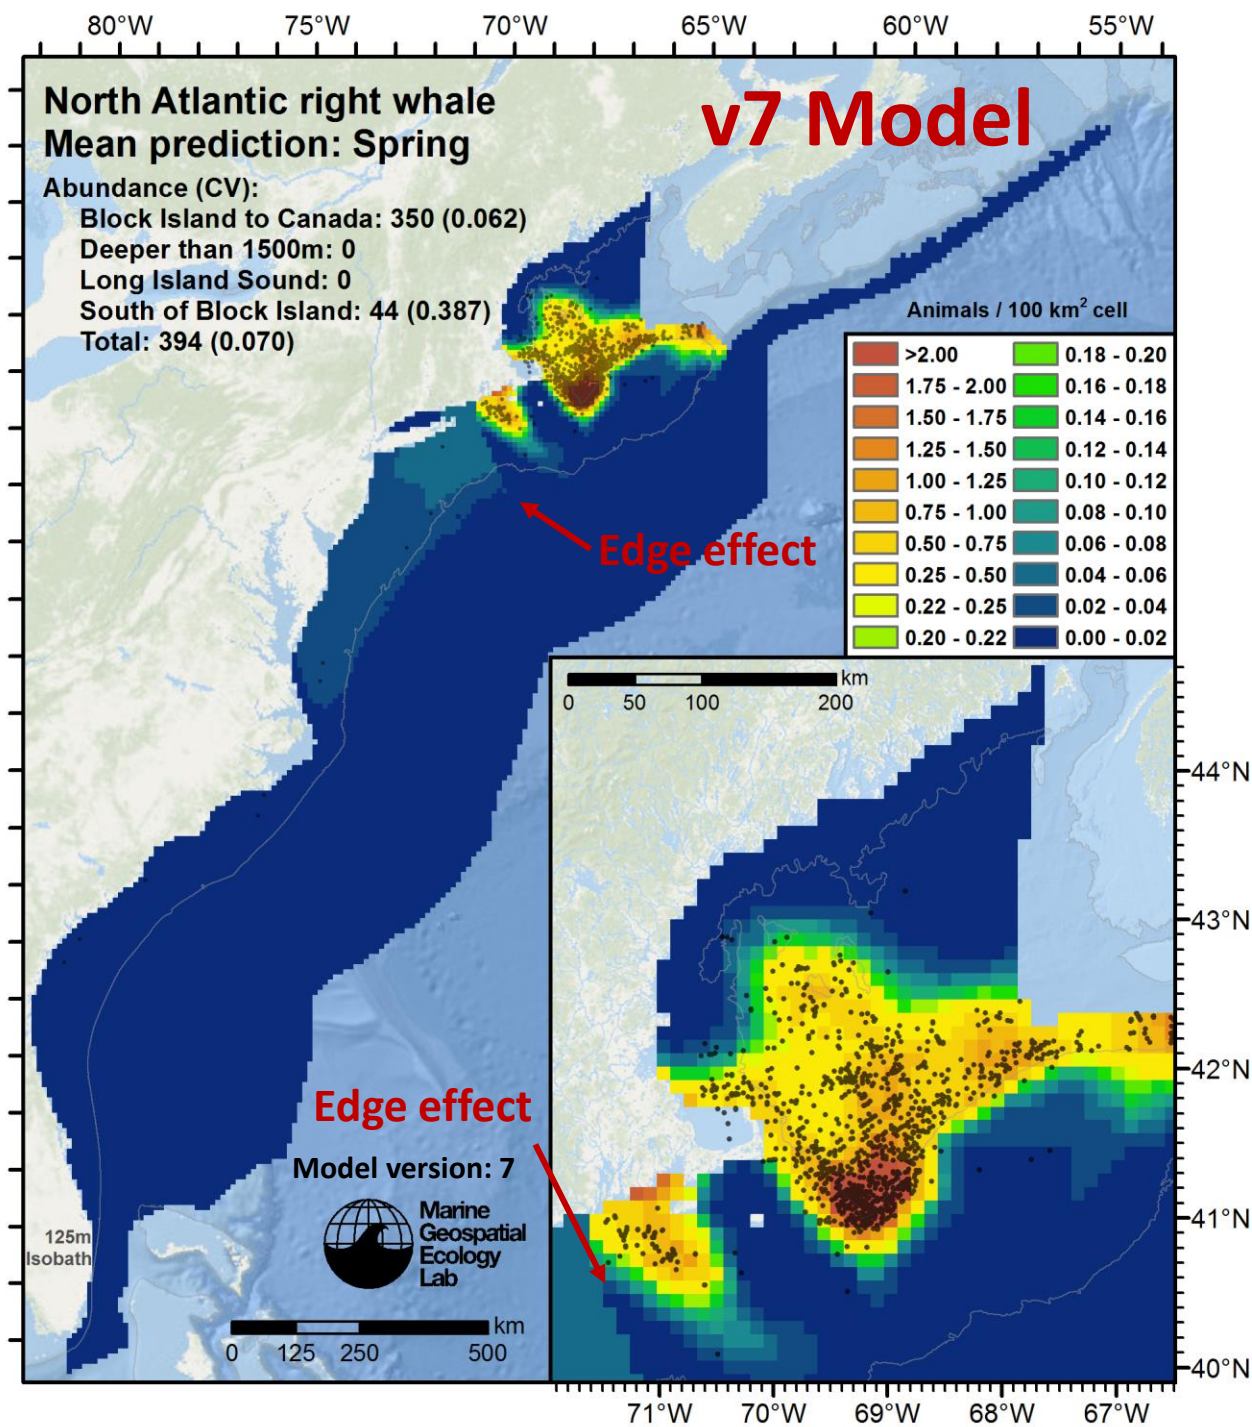 80°W 75°W 70°W 65°W 60°W 55°W
North Atlantic right whale
Mean prediction: Spring
v7 Model
Abundance (CV):
Block Island to Canada: 350 (0.062)
Deeper than 1500m: 0
Long Island Sound: 0
South of Block Island: 44 (0.387)
Total: 394 (0.070)
Animals / 100 km² cell
>2.00 0.18 - 0.20
1.75 - 2.00 0.16 - 0.18
1.50 - 1.75 0.14 - 0.16
1.25 - 1.50 0.12 - 0.14
1.00 - 1.25 0.10 - 0.12
0.75 - 1.00 0.08 - 0.10
0.50 - 0.75 0.06 - 0.08
0.25 - 0.50 0.04 - 0.06
0.22 - 0.25 0.02 - 0.04
0.20 - 0.22 0.00 - 0.02
Edge effect
km
0 50 100 200
44°N
43°N
42°N
41°N
40°N
Edge effect
Model version: 7
Marine
Geospatial
Ecology
Lab
125m
Isobath
km
0 125 250 500
71°W 70°W 69°W 68°W 67°W